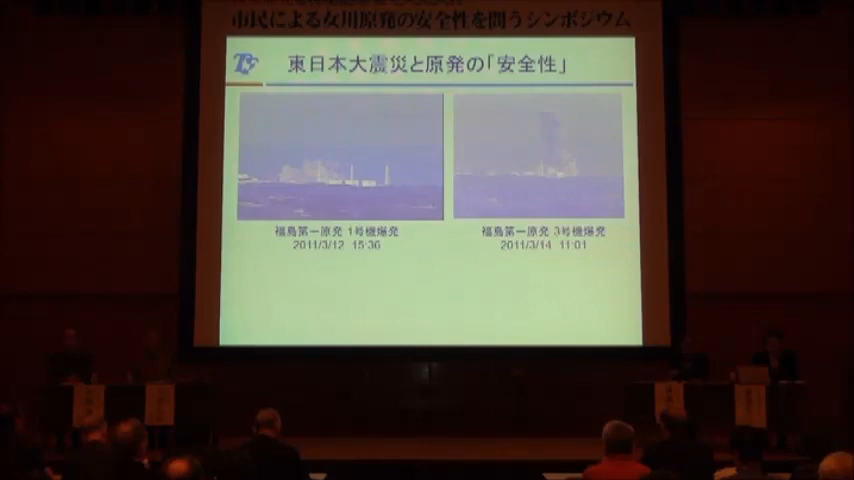 市民による女川原発の安全性を問うシンポジウム
東日本大震災と原発の「安全性」
福島第一原発 1号機爆発
2011/3/12 15:36
福島第一原発 3号機爆発
2011/3/14 11:01